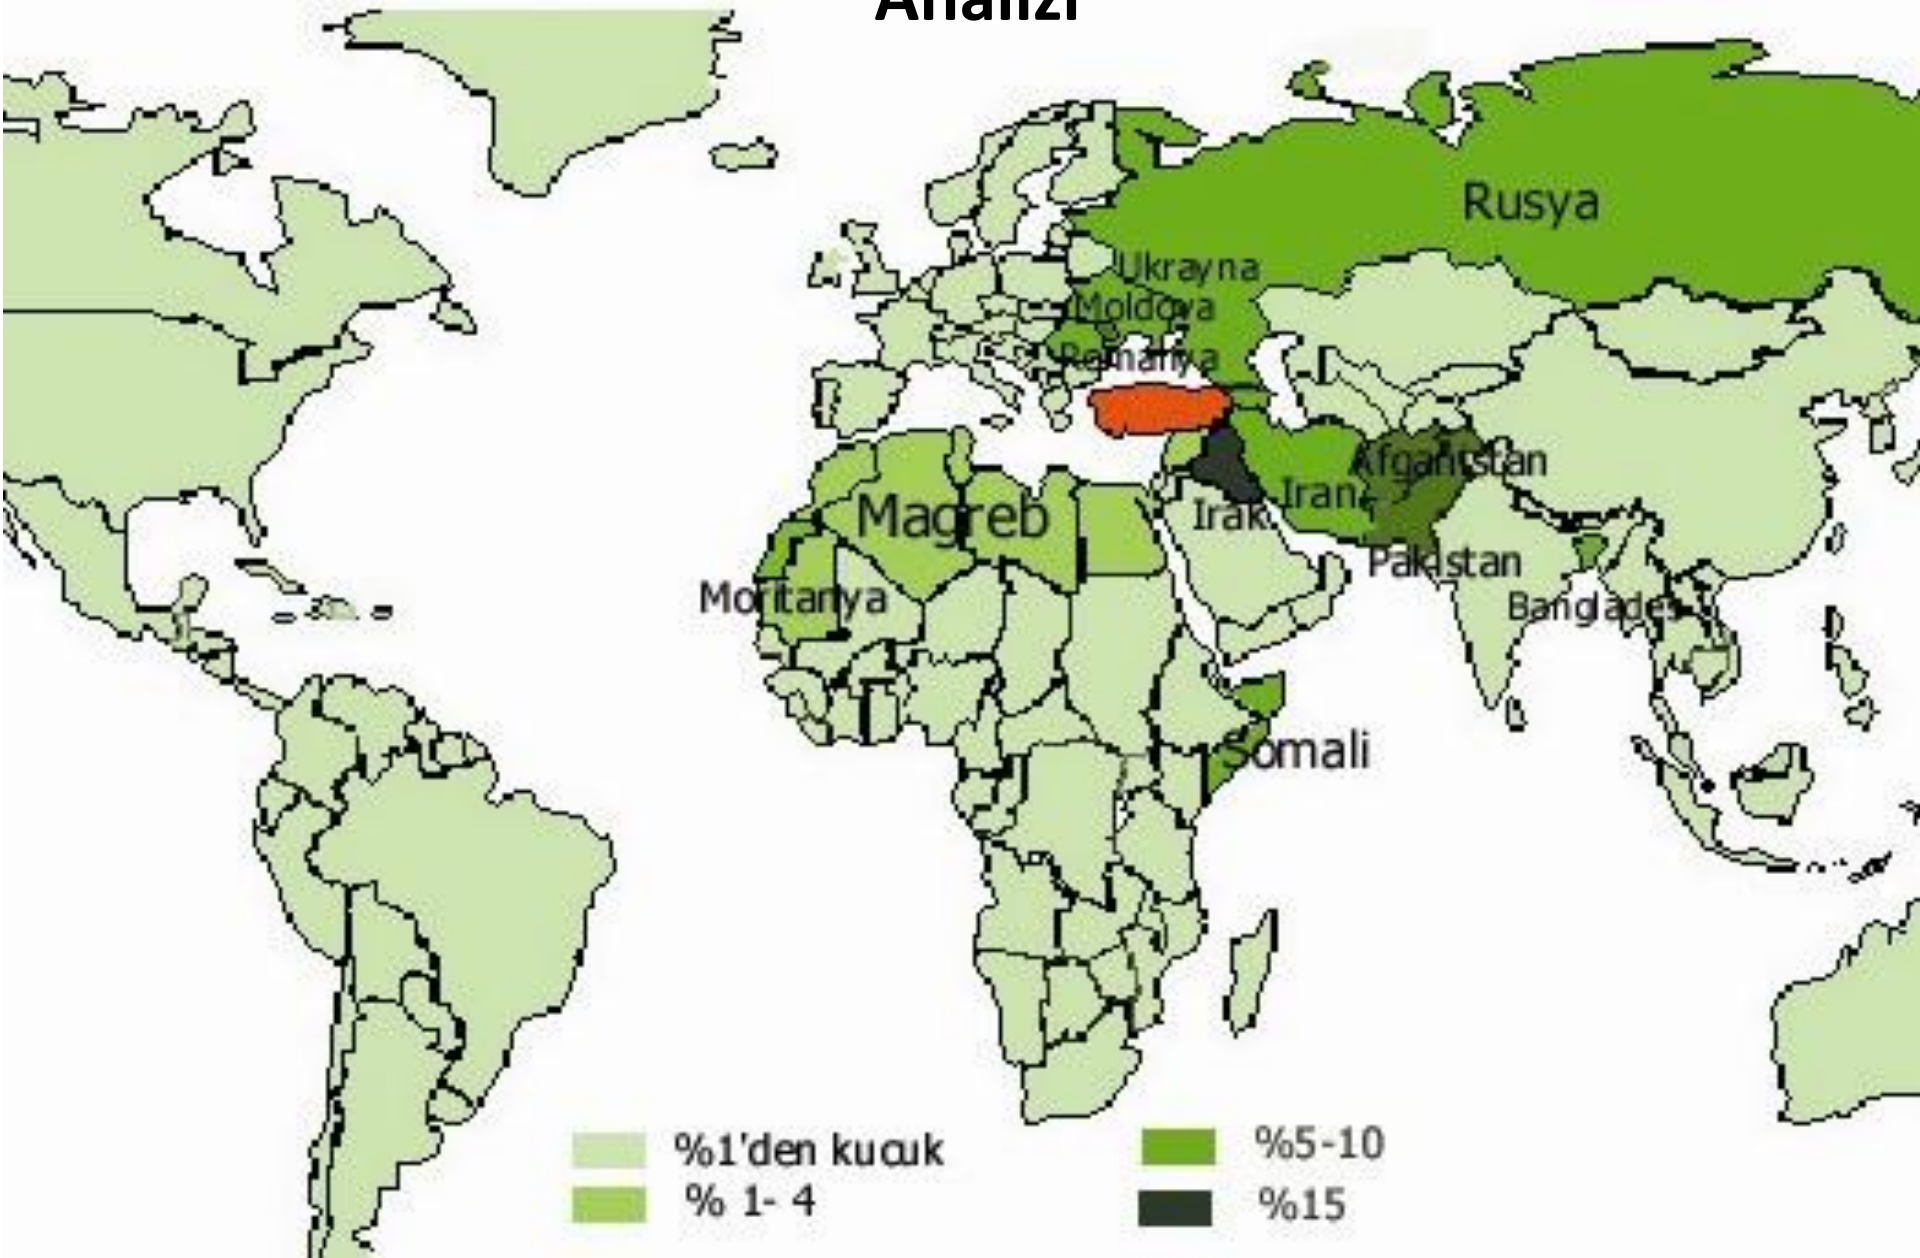 Analizi
Rusya
Ukrayna
Moldova
Romaniya
Afganistan
Iran
Magreb
Irak
Pakistan
Moritanya
Banglades
Somali
%1'den kucuk
%5-10
% 1- 4
%15